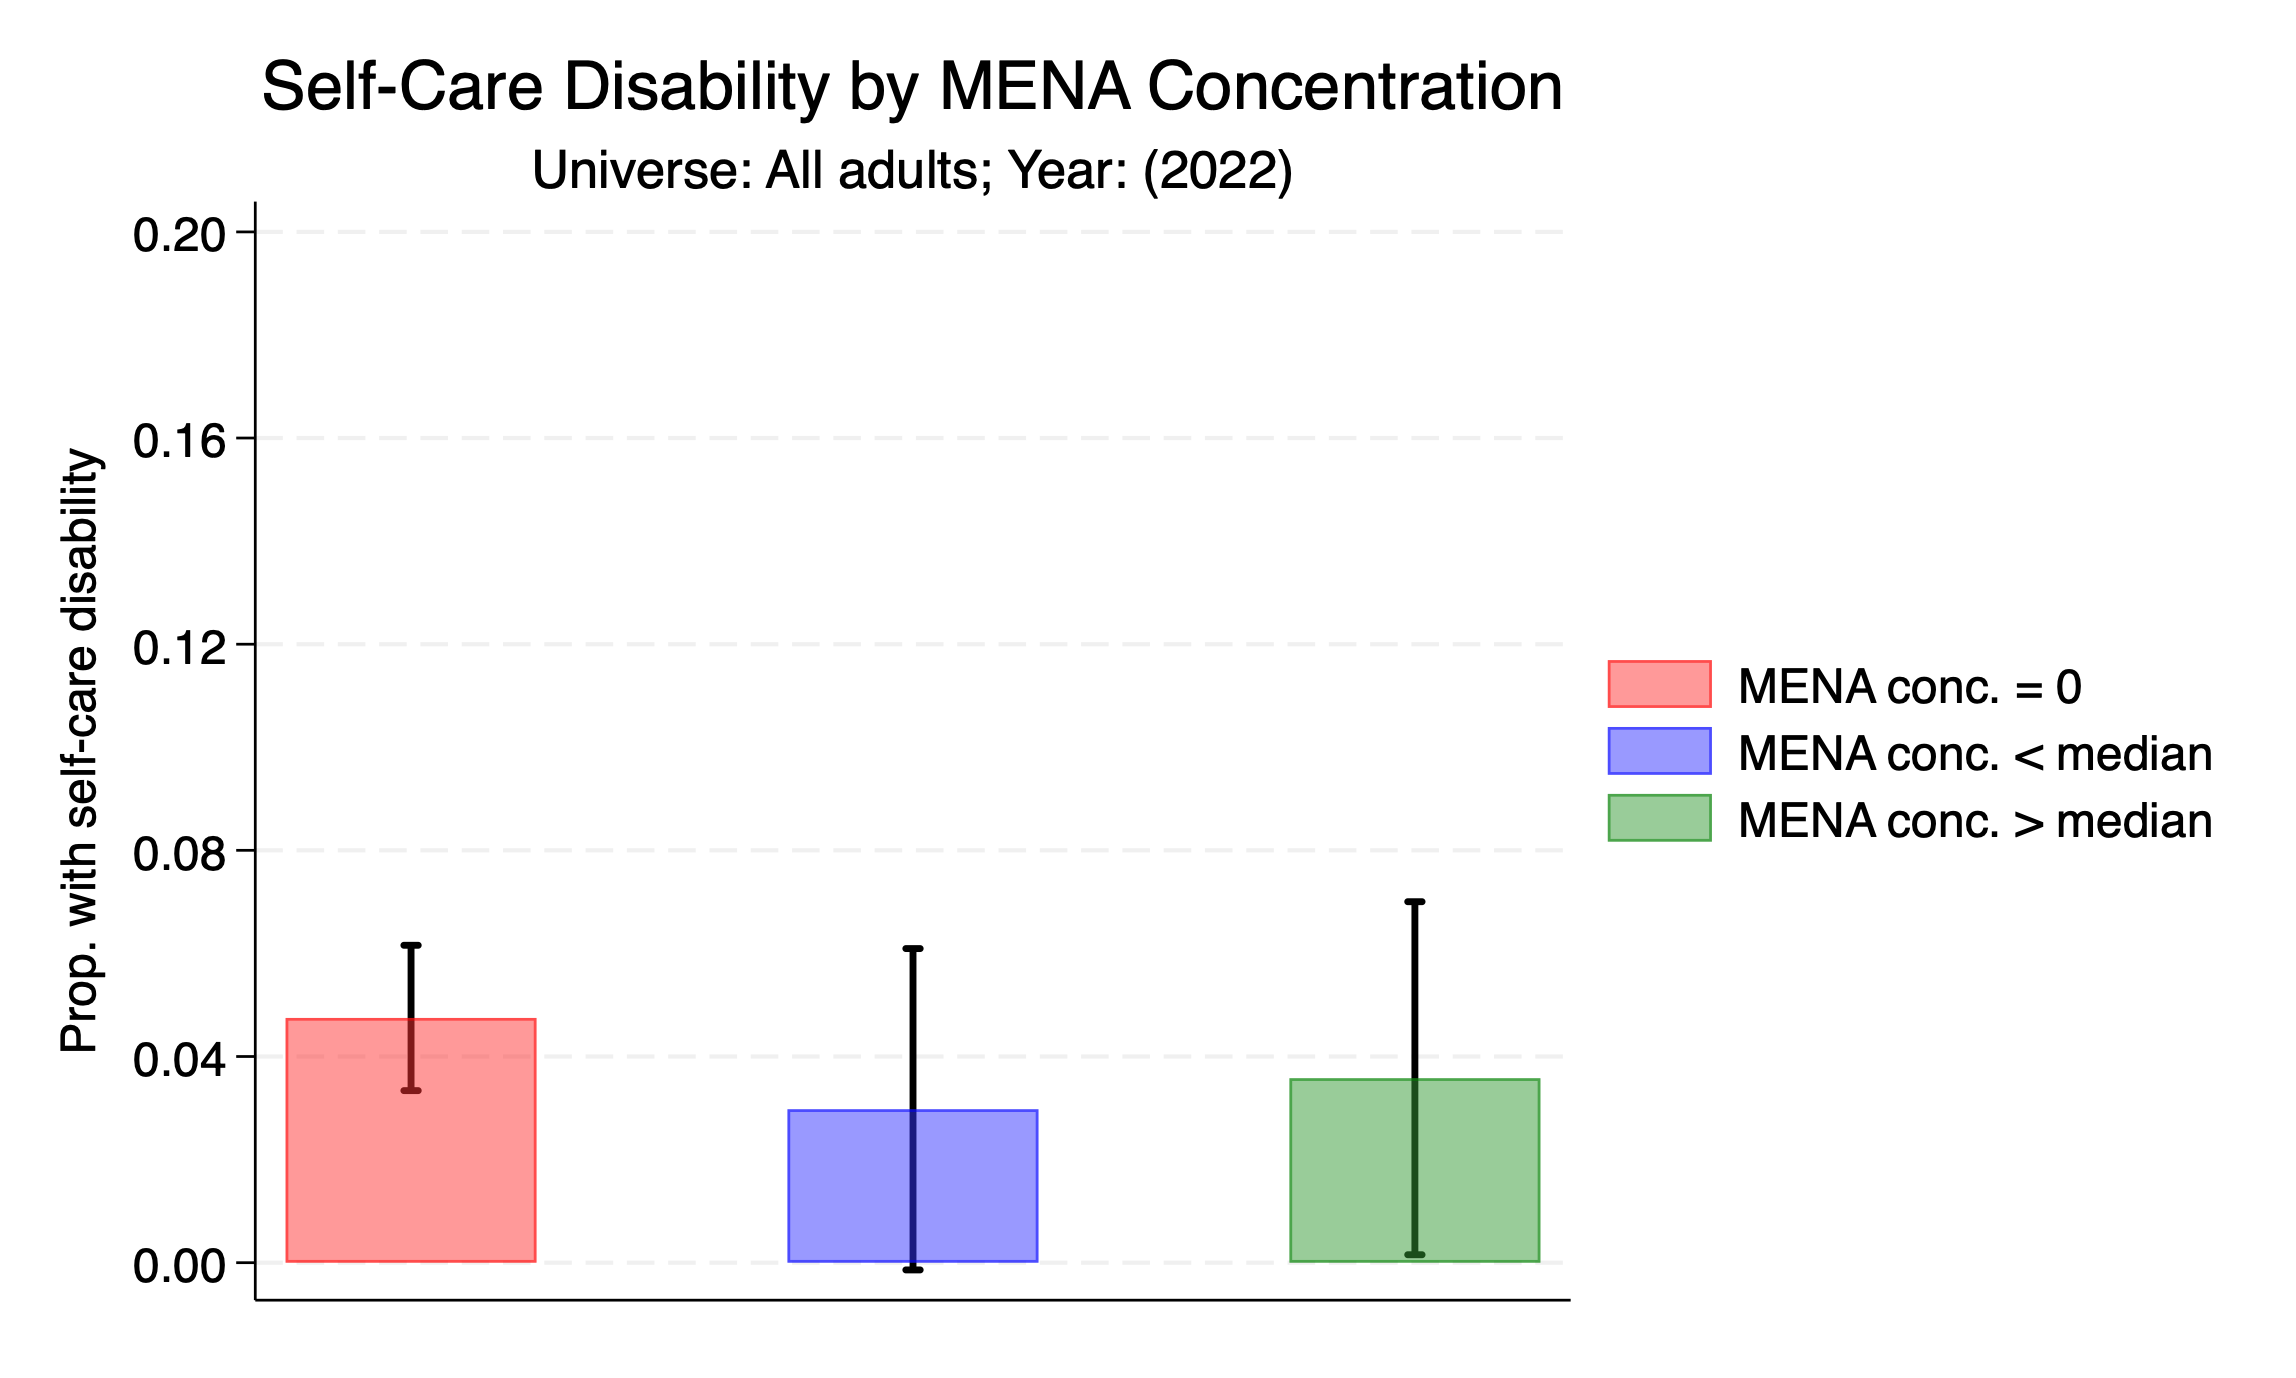 Self-Care Disability by MENA Concentration
Universe: All adults; Year: (2022)
Prop. with self-care disability
0.20
0.16
0.12
0.08
0.04
0.00
MENA conc. = 0
MENA conc. < median
MENA conc. > median